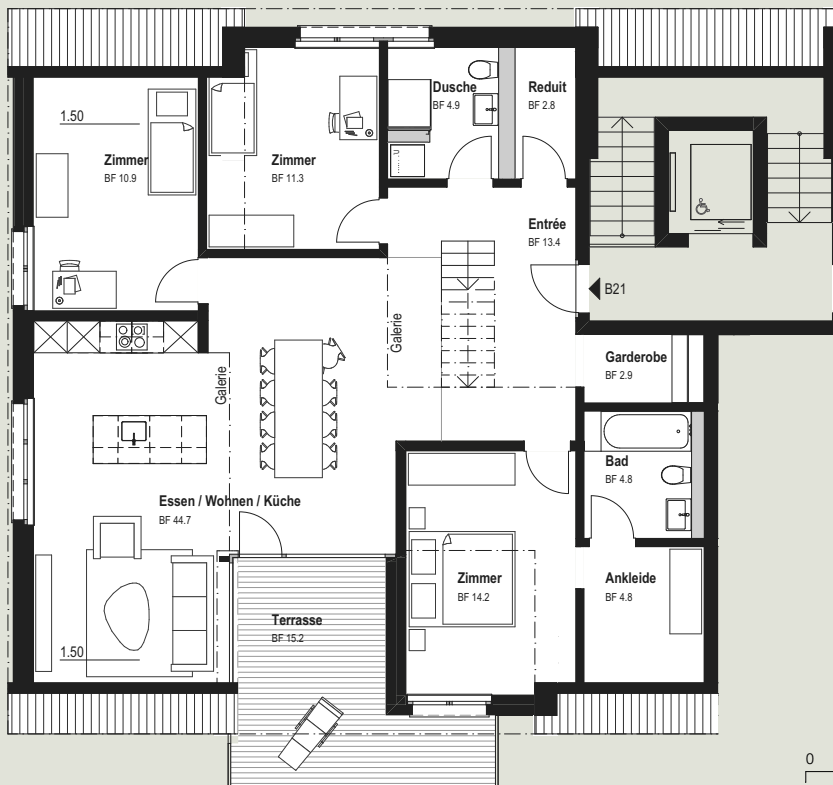 Dusche
BF 4.9
Reduit
BF 2.8
1.50
Zimmer
BF 10.9
Zimmer
BF 11.3
Entrée
BF 13.4
B21
Galerie
Galerie
Garderobe
BF 2.9
Bad
BF 4.8
Essen / Wohnen / Küche
BF 44.7
Zimmer
BF 14.2
Ankleide
BF 4.8
Terrasse
BF 15.2
1.50
0